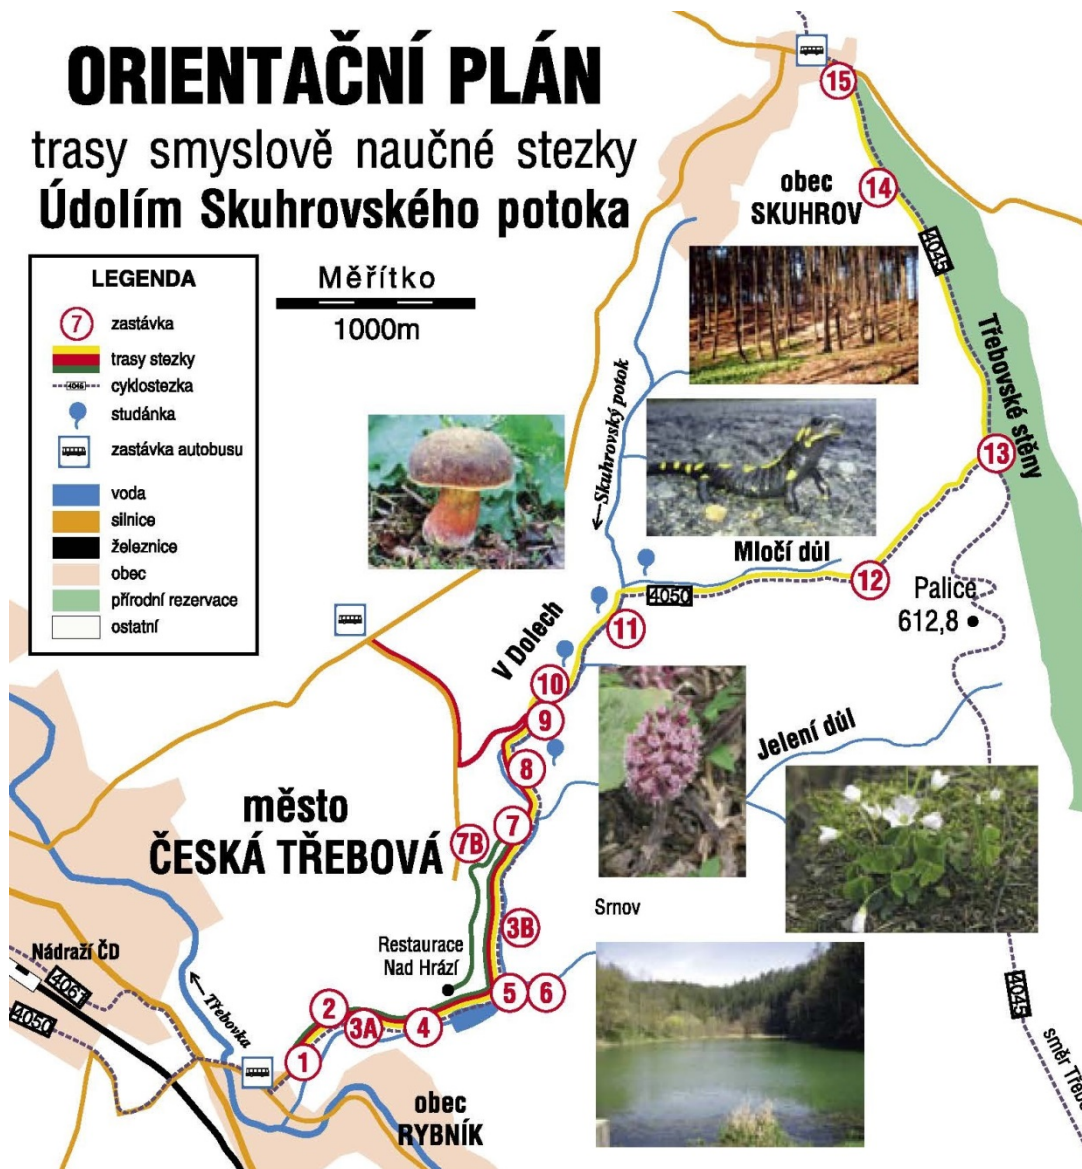 ORIENTAČNÍ PLÁN
trasy smyslově naučné stezky
Údolím Skuhrovského potoka
LEGENDA
7 zastávka
trasy stezky
cyklostezka
studánka
zastávka autobusu
voda
silnice
železnice
obec
přírodní rezervace
ostatní
Měřítko
1000m
15
14
obec
SKUHROV
4045
Třebovské stěny
Skuhrovský potok
13
Mločí důl
12
4050
Palice
612,8
11
V Dolech
10
9
8
Jelení důl
město
ČESKÁ TŘEBOVÁ
7
7B
3B
Srnov
Restaurace
Nad Hrází
5
6
Nádraží ČD
4061
4050
Třebovka
2
3A
4
1
4045
směr Třebo
obec
RYBNÍK